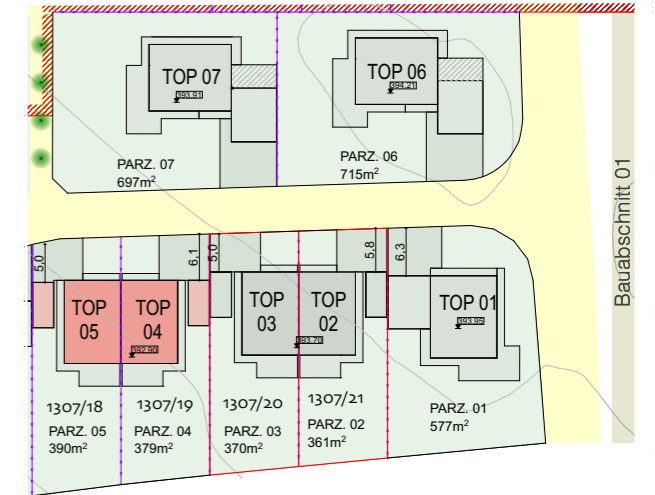 TOP 07
393.91
PARZ. 07
697m²
TOP 06
394.21
PARZ. 06
715m²
Bauabschnitt 01
5,0
6,1
5,0
5,8
6,3
TOP
05
TOP
04
392.90
TOP
03
TOP
02
393.70
TOP 01
393.95
1307/18
PARZ. 05
390m²
1307/19
PARZ. 04
379m²
1307/20
PARZ. 03
370m²
1307/21
PARZ. 02
361m²
PARZ. 01
577m²